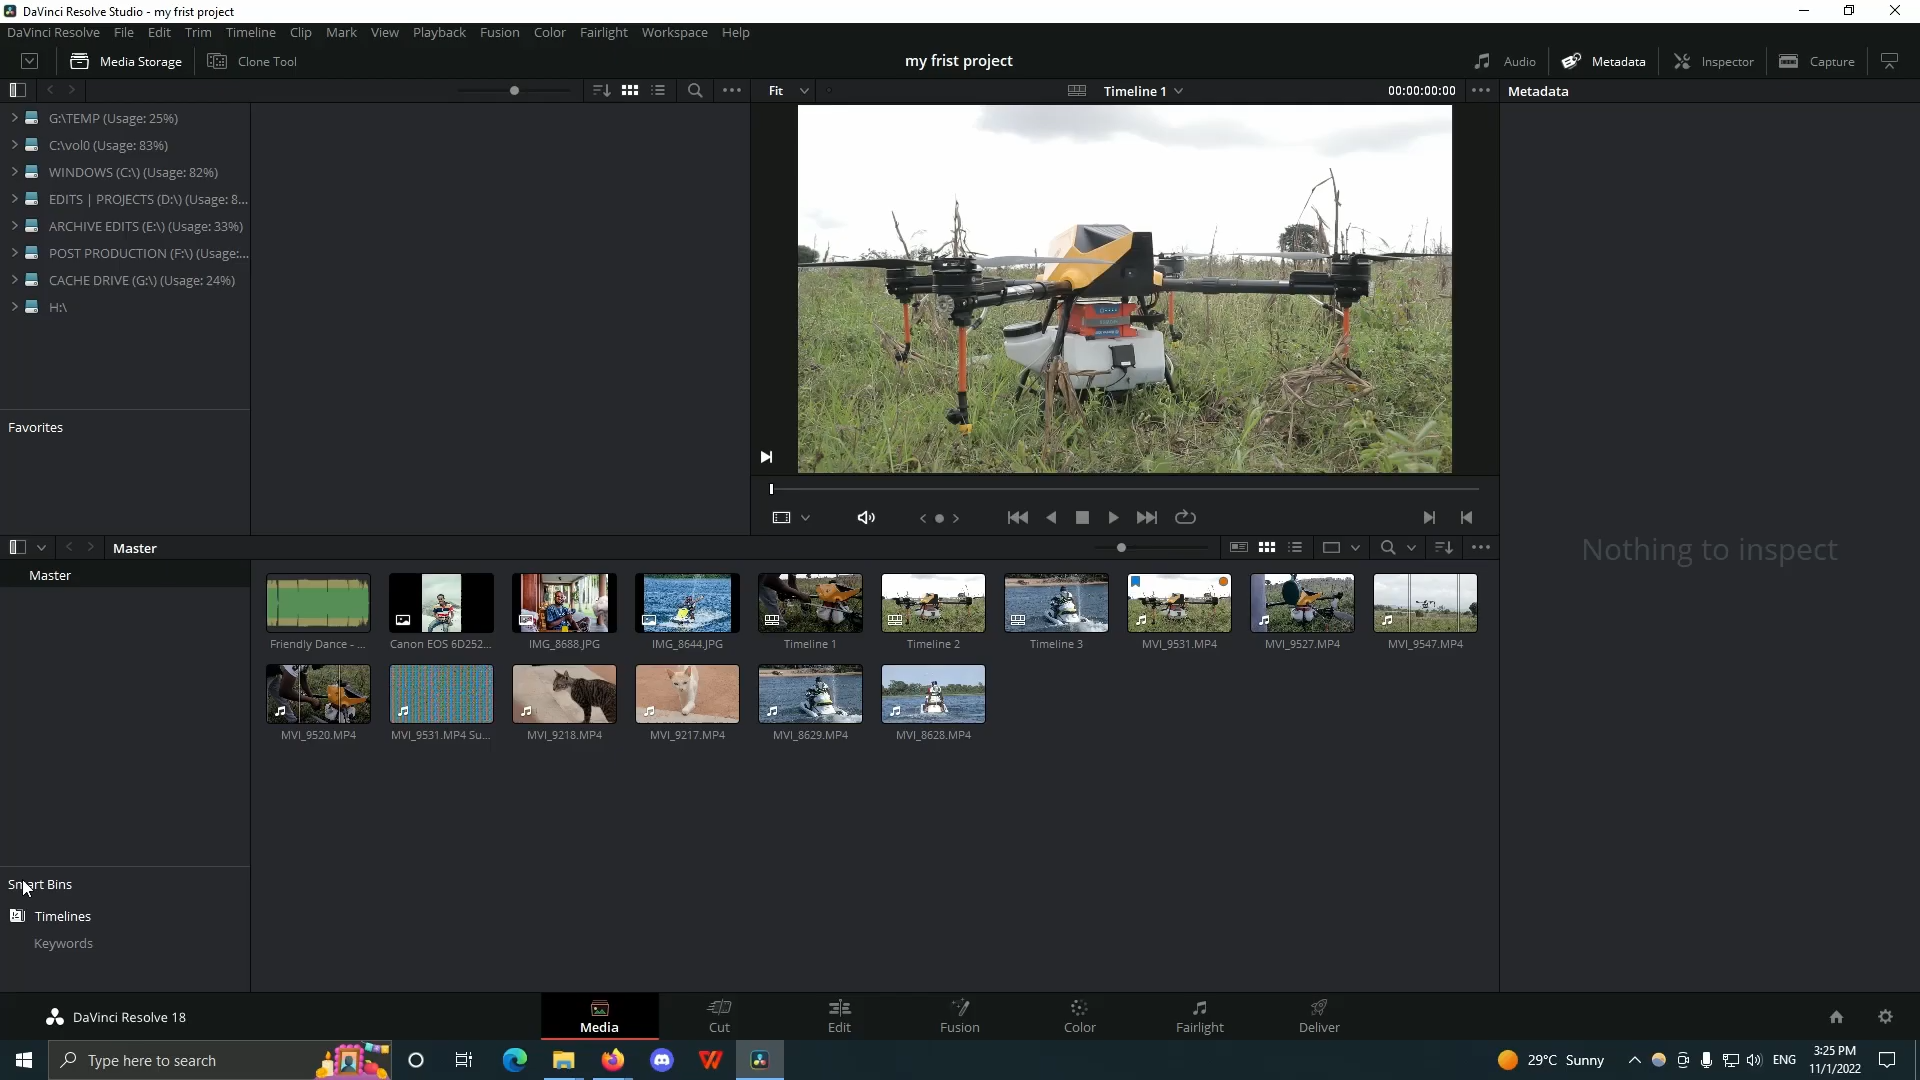 DaVinci Resolve Studio - my frist project
DaVinci Resolve File Edit Trim Timeline Clip Mark View Playback Fusion Color Fairlight Workspace Help
Media Storage Clone Tool my frist project Audio Metadata Inspector Capture
Fit Timeline 1 00:00:00:00 Metadata
G:\TEMP (Usage: 25%)
C:\vol0 (Usage: 83%)
WINDOWS (C:\) (Usage: 82%)
EDITS | PROJECTS (D:\) (Usage: 8...
ARCHIVE EDITS (E:\) (Usage: 33%)
POST PRODUCTION (F:\) (Usage:...
CACHE DRIVE (G:\) (Usage: 24%)
H:\
Favorites
Master
Nothing to inspect
Master
Friendly Dance - ... Canon EOS 6D252... IMG_8688.JPG IMG_8644.JPG Timeline 1 Timeline 2 Timeline 3 MVI_9531.MP4 MVI_9527.MP4 MVI_9547.MP4
MVI_9520.MP4 MVI_9531.MP4 Su... MVI_9218.MP4 MVI_9217.MP4 MVI_8629.MP4 MVI_8628.MP4
Smart Bins
Timelines
Keywords
DaVinci Resolve 18 Media Cut Edit Fusion Color Fairlight Deliver
Type here to search 29°C Sunny ENG 3:25 PM
11/1/2022